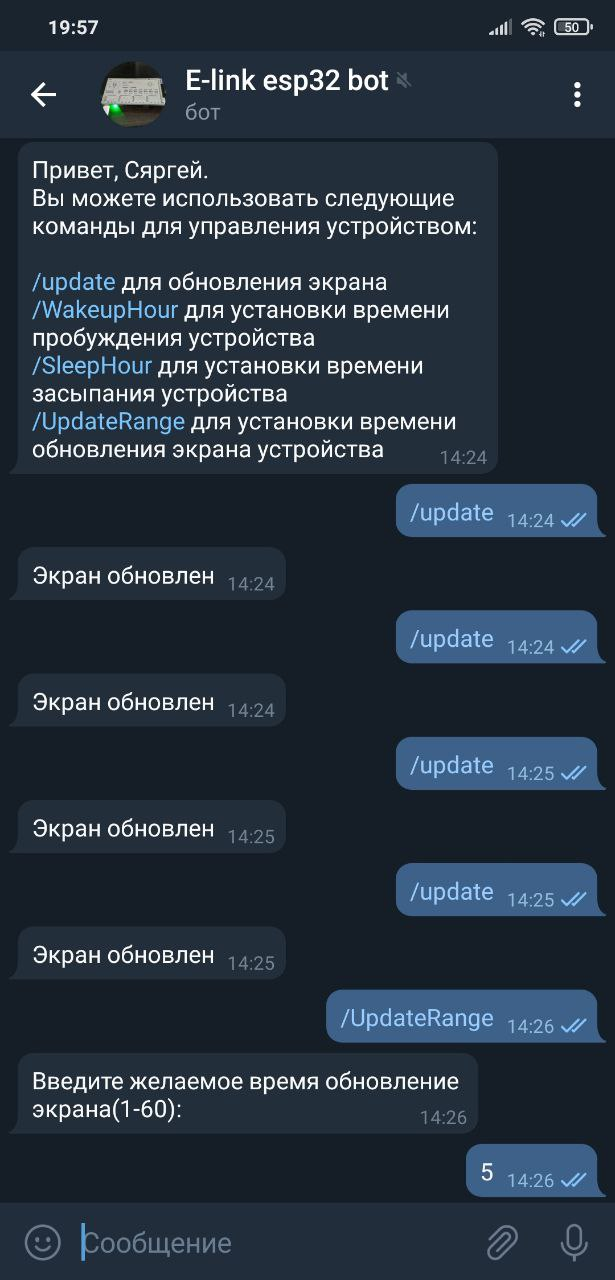 19:57
50
E-link esp32 bot
бот
Привет, Сяргей.
Вы можете использовать следующие
команды для управления устройством:
/update для обновления экрана
/WakeupHour для установки времени
пробуждения устройства
/SleepHour для установки времени
засыпания устройства
/UpdateRange для установки времени
обновления экрана устройства
14:24
/update 14:24
Экран обновлен 14:24
/update 14:24
Экран обновлен 14:24
/update 14:25
Экран обновлен 14:25
/update 14:25
Экран обновлен 14:25
/UpdateRange 14:26
Введите желаемое время обновление
экрана(1-60):
14:26
5 14:26
Сообщение